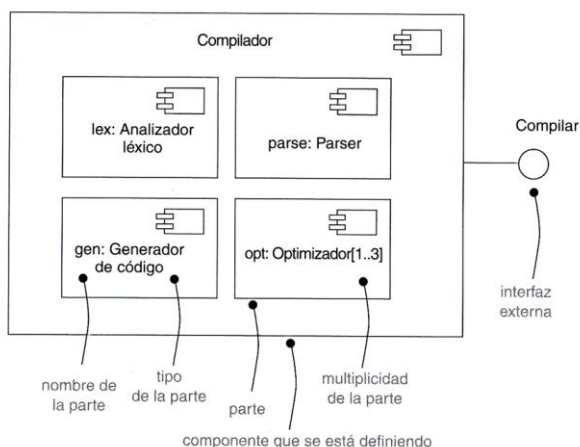 Compilador
lex: Analizador
léxico
parse: Parser
Compilar
gen: Generador
de código
opt: Optimizador[1..3]
interfaz
externa
nombre de
la parte
tipo
de la parte
parte
multiplicidad
de la parte
componente que se está definiendo